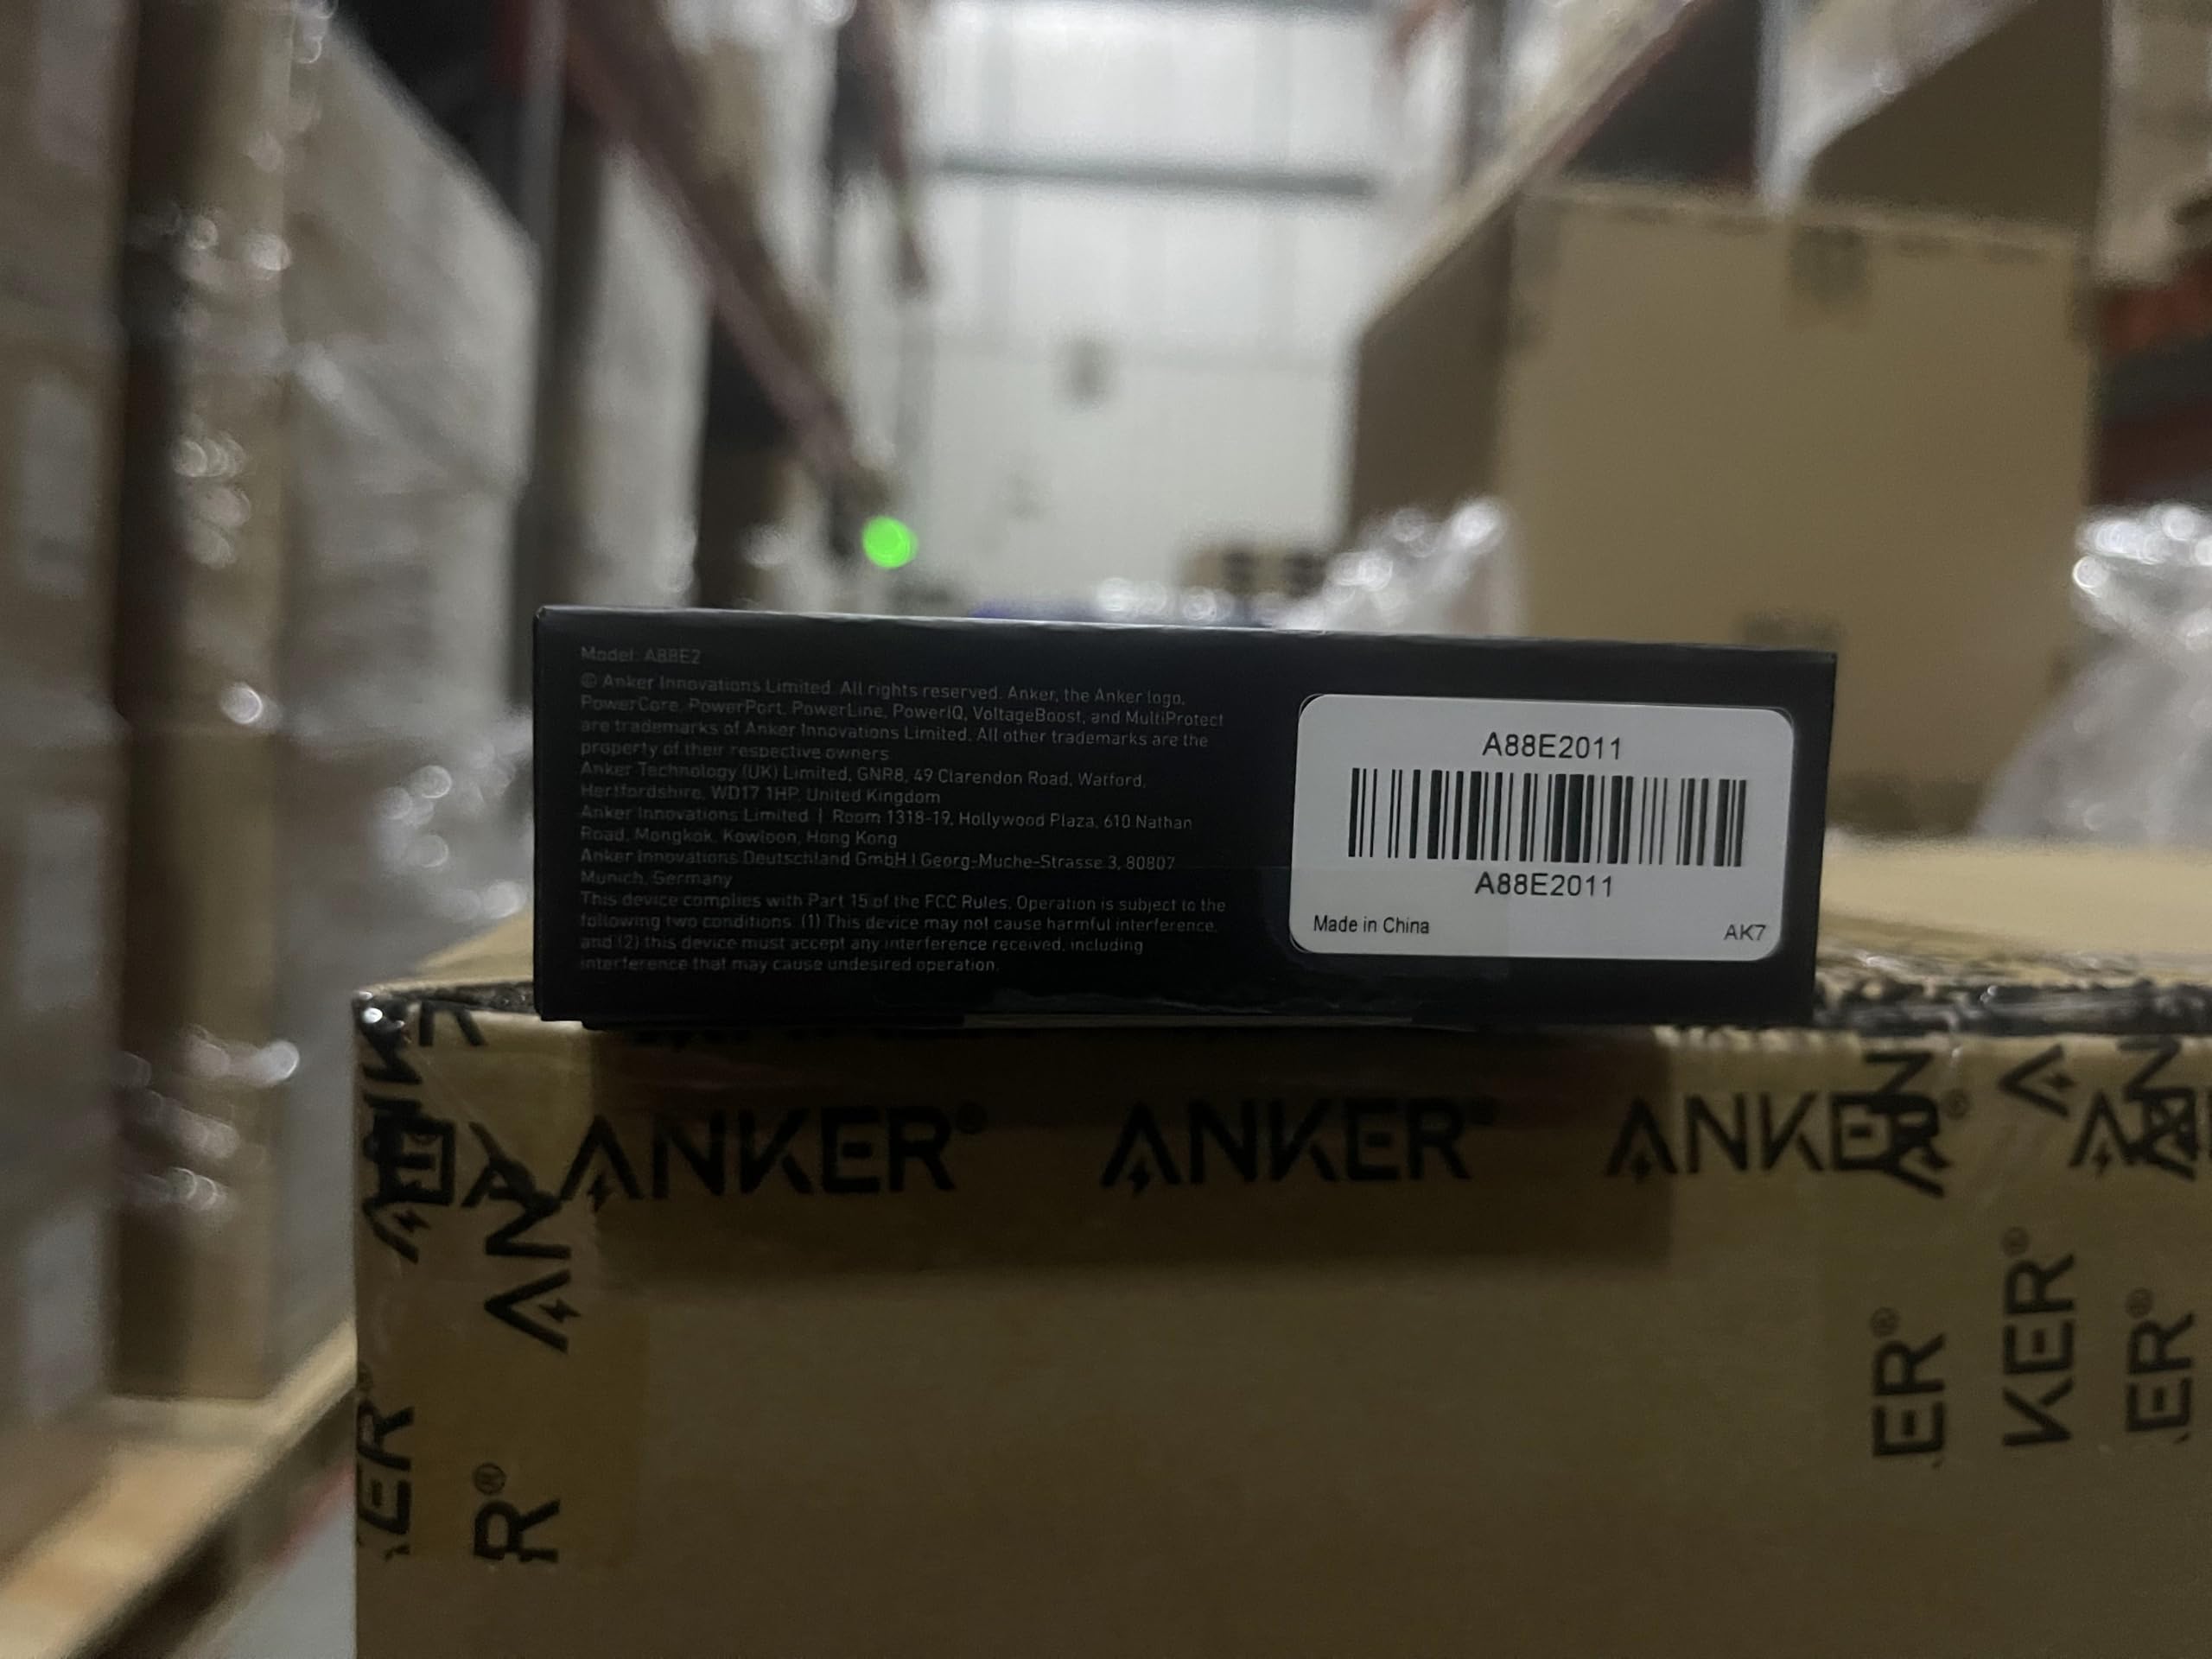 Model: A88E2
© Anker Innovations Limited. All rights reserved. Anker, the Anker logo,
PowerCore, PowerPort, PowerLine, PowerIQ, VoltageBoost, and MultiProtect
are trademarks of Anker Innovations Limited. All other trademarks are the
property of their respective owners
Anker Technology (UK) Limited, GNR8, 49 Clarendon Road, Watford,
Hertfordshire, WD17 1HP, United Kingdom
Anker Innovations Limited | Room 1318-19, Hollywood Plaza, 610 Nathan
Road, Mongkok, Kowloon, Hong Kong
Anker Innovations Deutschland GmbH | Georg-Muche-Strasse 3, 80807
Munich, Germany
This device complies with Part 15 of the FCC Rules. Operation is subject to the
following two conditions: (1) This device may not cause harmful interference,
and (2) this device must accept any interference received, including
interference that may cause undesired operation.
A88E2011
A88E2011
Made in China
AK7
ANKER® ANKER® ANKER®
AN
R®
ER®
ER®
KER®
ER®